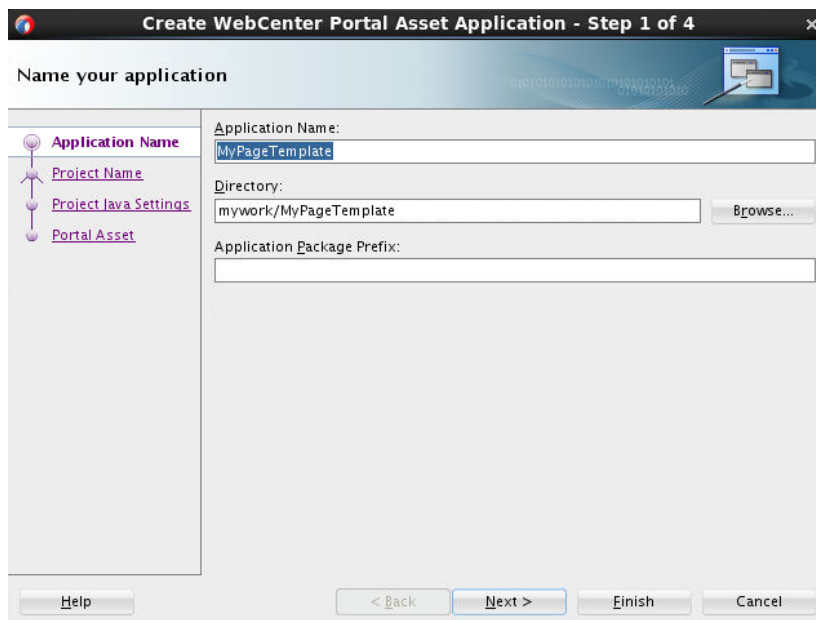 Create WebCenter Portal Asset Application - Step 1 of 4
Name your application
Application Name
Project Name
Project Java Settings
Portal Asset
Application Name:
MyPageTemplate
Directory:
mywork/MyPageTemplate
Browse...
Application Package Prefix:
Help
< Back
Next >
Finish
Cancel